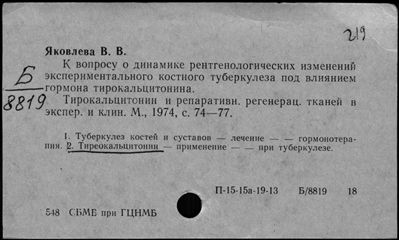 219
Яковлева В. В.
К вопросу о динамике рентгенологических изменений
экспериментального костного туберкулеза под влиянием
гормона тирокальцитонина.
Б
8819
Тирокальцитонин и репаративн. регенерац. тканей в
экспер. и клин. М., 1974, с. 74—77.
1. Туберкулез костей и суставов — лечение — — гормонотера-
пия. 2. Тиреокальцитонин — применение — — при туберкулезе.
П-15-15а-19-13 Б/8819 18
548 СБМЕ при ГЦНМБ